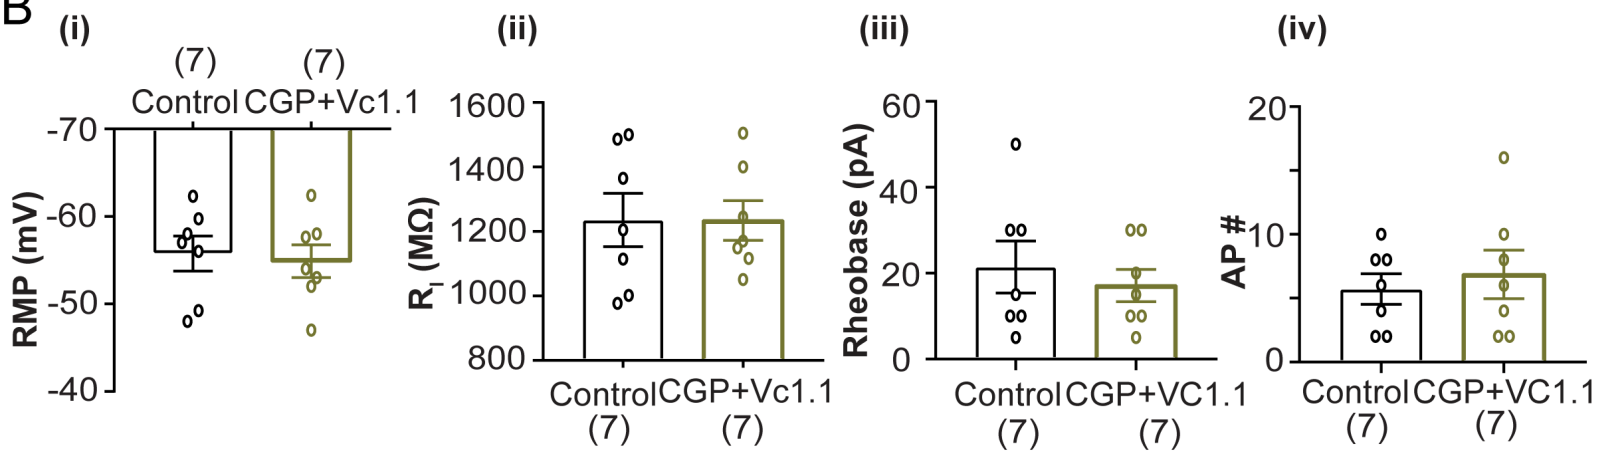 B
(i)
(7) (7)
Control CGP+Vc1.1
-70
-60
-50
-40
RMP (mV)
(ii)
1600
1400
1200
1000
800
RI (MΩ)
Control CGP+Vc1.1
(7) (7)
(iii)
60
40
20
0
Rheobase (pA)
Control CGP+VC1.1
(7) (7)
(iv)
20
10
0
AP #
Control CGP+VC1.1
(7) (7)